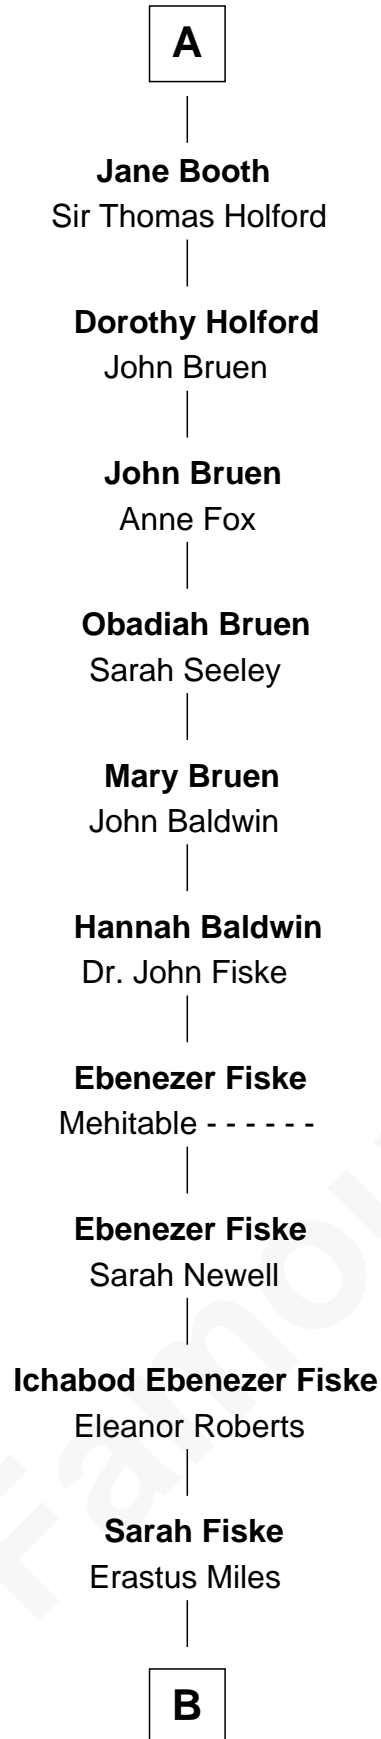 A
Jane Booth
Sir Thomas Holford
Dorothy Holford
John Bruen
John Bruen
Anne Fox
Obadiah Bruen
Sarah Seeley
Mary Bruen
John Baldwin
Hannah Baldwin
Dr. John Fiske
Ebenezer Fiske
Mehitable - - - - - -
Ebenezer Fiske
Sarah Newell
Ichabod Ebenezer Fiske
Eleanor Roberts
Sarah Fiske
Erastus Miles
B